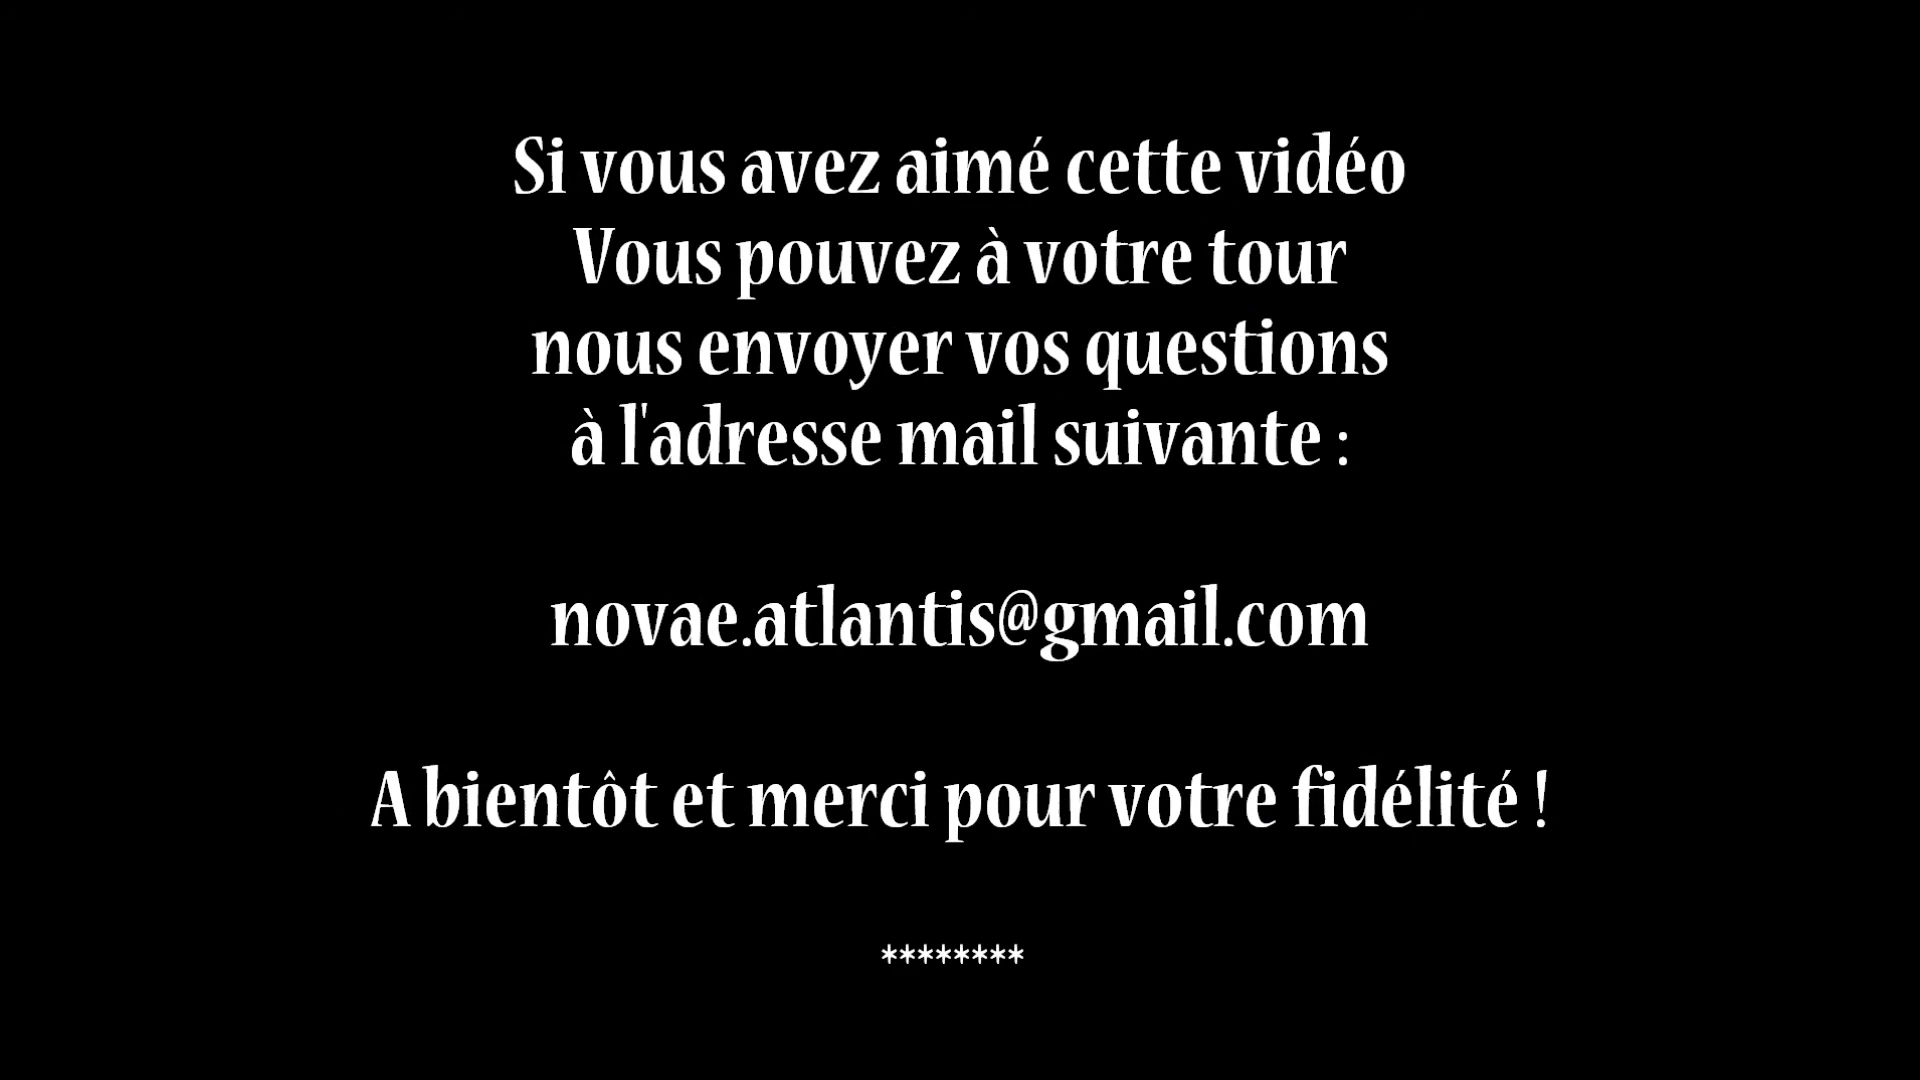 Si vous avez aimé cette vidéo
Vous pouvez à votre tour
nous envoyer vos questions
à l'adresse mail suivante :
novae.atlantis@gmail.com
A bientôt et merci pour votre fidélité !
********